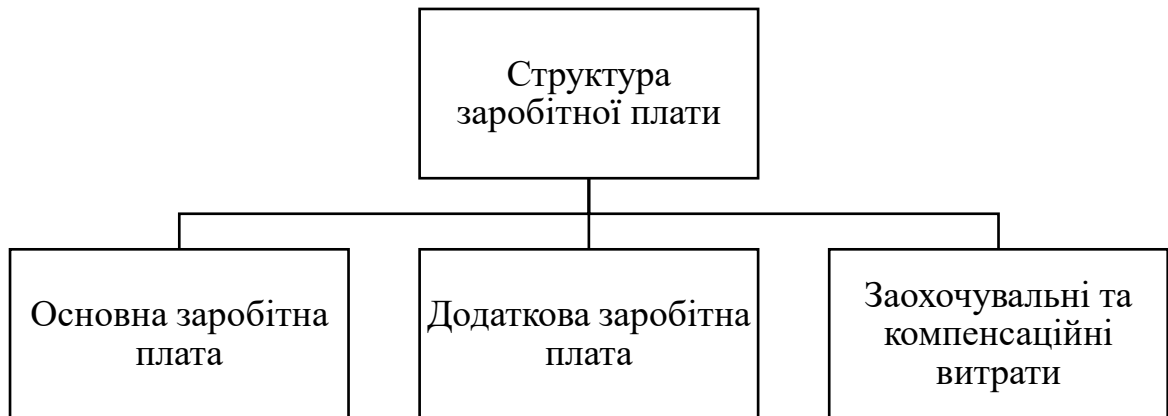 Структура
заробітної плати
Основна заробітна
плата
Додаткова заробітна
плата
Заохочувальні та
компенсаційні
витрати